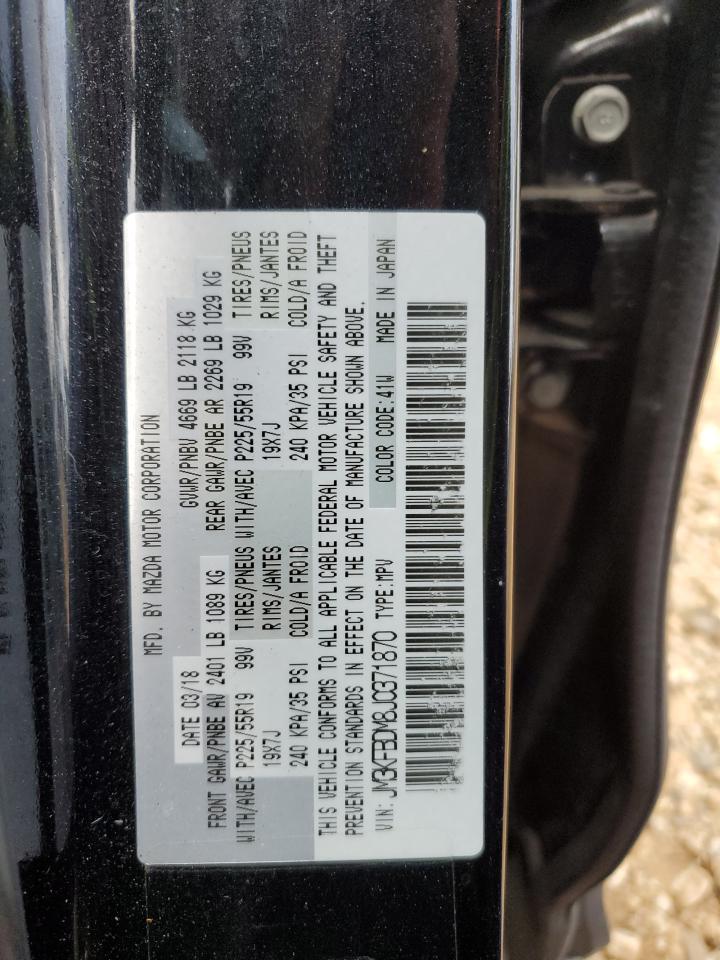 MFD. BY MAZDA MOTOR CORPORATION
DATE 03/18 GVWR/PNBV 4669 LB 2118 KG
FRONT GAWR/PNBE AV 2401 LB 1089 KG REAR GAWR/PNBE AR 2269 LB 1029 KG
WITH/AVEC P225/55R19 99V TIRES/PNEUS WITH/AVEC P225/55R19 99V TIRES/PNEUS
19X7J RIMS/JANTES 19X7J RIMS/JANTES
240 KPA/35 PSI COLD/A FROID 240 KPA/35 PSI COLD/A FROID
THIS VEHICLE CONFORMS TO ALL APPLICABLE FEDERAL MOTOR VEHICLE SAFETY AND THEFT
PREVENTION STANDARDS IN EFFECT ON THE DATE OF MANUFACTURE SHOWN ABOVE.
VIN: JM3KFBDM8J0371870 TYPE:MPV COLOR CODE:41W MADE IN JAPAN